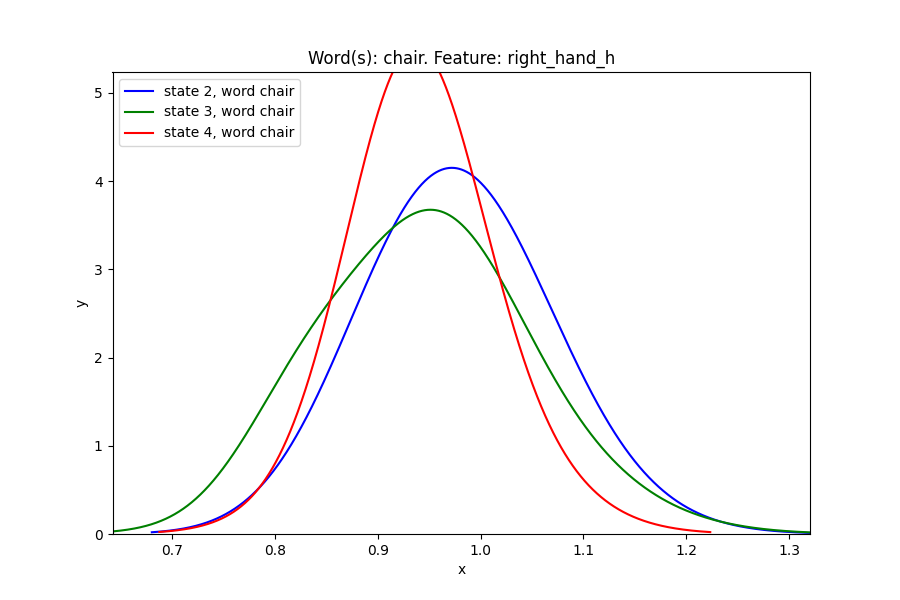 Word(s): chair. Feature: right_hand_h
state 2, word chair
state 3, word chair
state 4, word chair
5
4
3
2
1
0
y
0.7 0.8 0.9 1.0 1.1 1.2 1.3
x